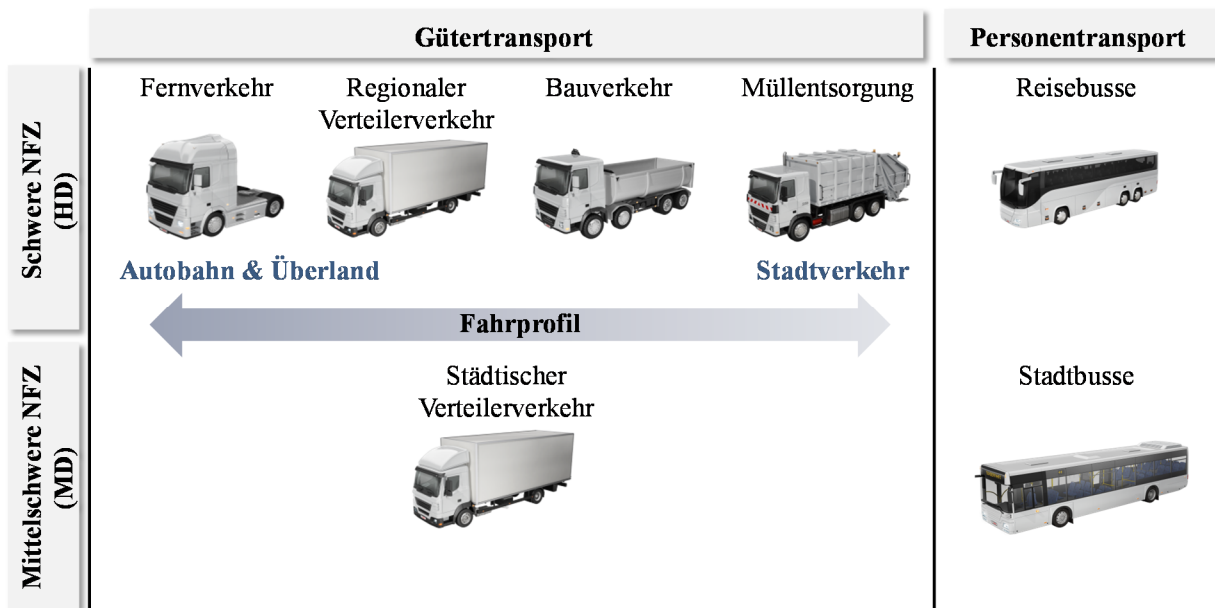 Gütertransport
Personentransport
Schwere NFZ
(HD)
Fernverkehr
Regionaler
Verteilerverkehr
Bauverkehr
Müllentsorgung
Reisebusse
Autobahn & Überland
Stadtverkehr
Fahrprofil
Mittelschwere NFZ
(MD)
Städtischer
Verteilerverkehr
Stadtbusse